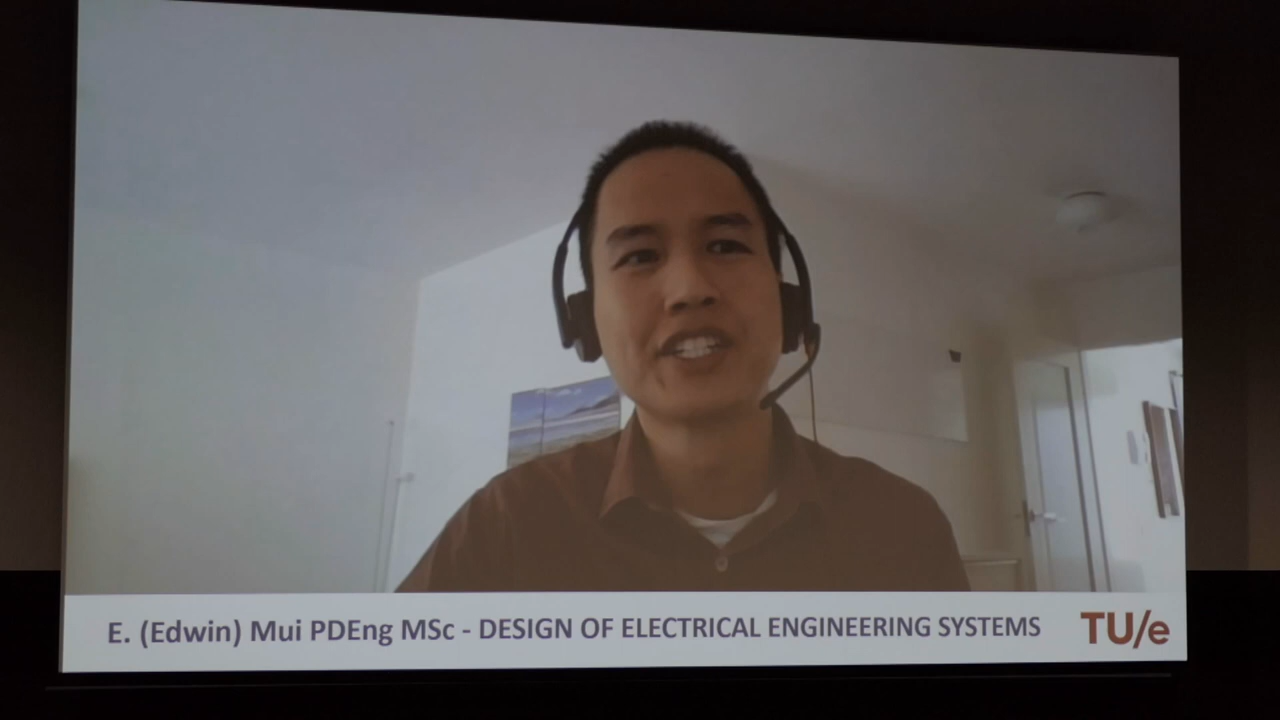 E. (Edwin) Mui PDEng MSc - DESIGN OF ELECTRICAL ENGINEERING SYSTEMS TU/e